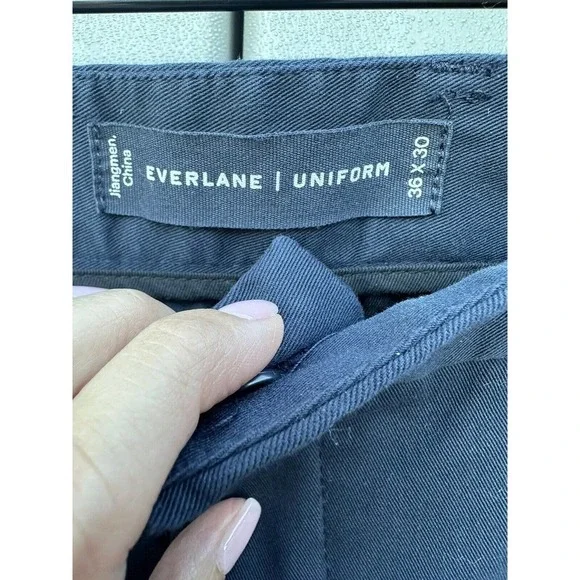 Jiangmen,
China
EVERLANE | UNIFORM
36 X 30